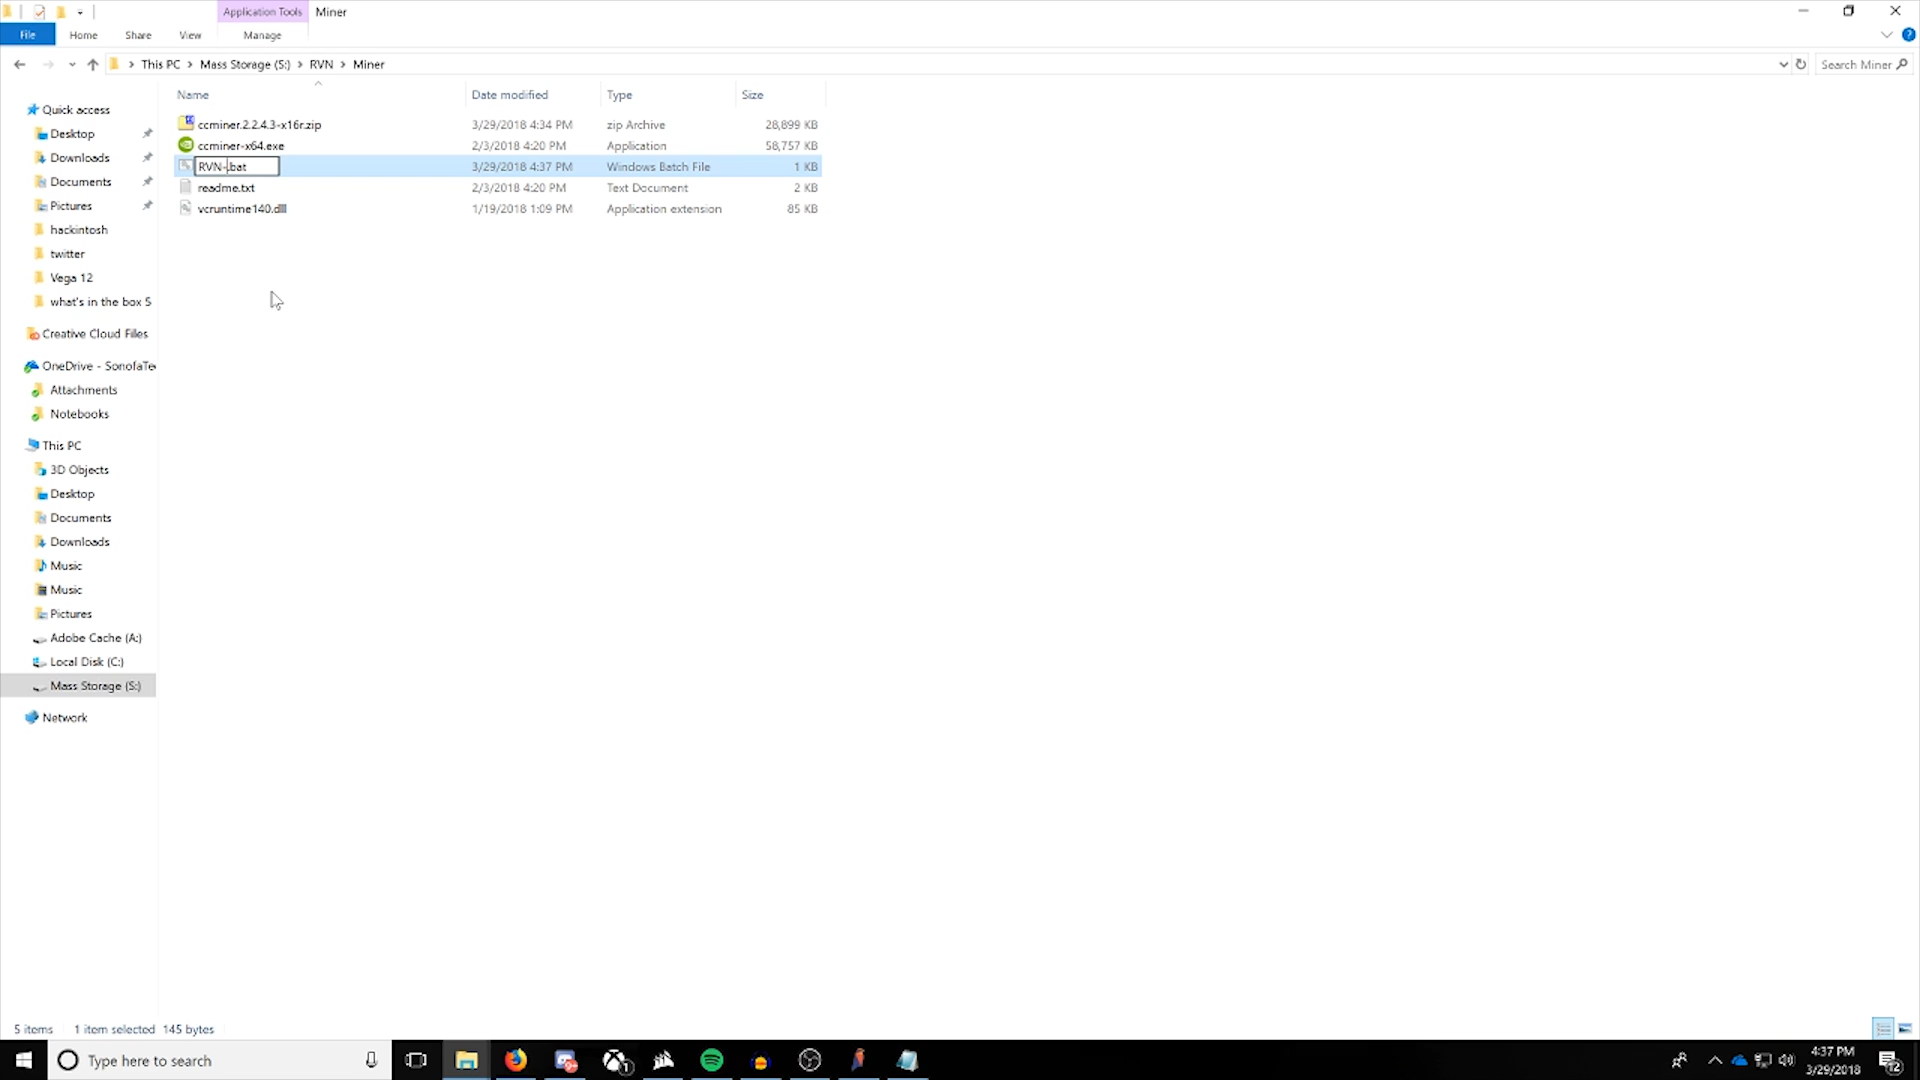 Application Tools Miner
File Home Share View Manage
This PC Mass Storage (S:) RVN Miner Search Miner
Name Date modified Type Size
ccminer.2.2.4.3-x16r.zip 3/29/2018 4:34 PM zip Archive 28,899 KB
ccminer-x64.exe 2/3/2018 4:20 PM Application 58,757 KB
RVN-.bat 3/29/2018 4:37 PM Windows Batch File 1 KB
readme.txt 2/3/2018 4:20 PM Text Document 2 KB
vcruntime140.dll 1/19/2018 1:09 PM Application extension 85 KB
Quick access
Desktop
Downloads
Documents
Pictures
hackintosh
twitter
Vega 12
what's in the box 5
Creative Cloud Files
OneDrive - SonofaTe
Attachments
Notebooks
This PC
3D Objects
Desktop
Documents
Downloads
Music
Music
Pictures
Adobe Cache (A:)
Local Disk (C:)
Mass Storage (S:)
Network
5 items 1 item selected 145 bytes
Type here to search
4:37 PM
3/29/2018